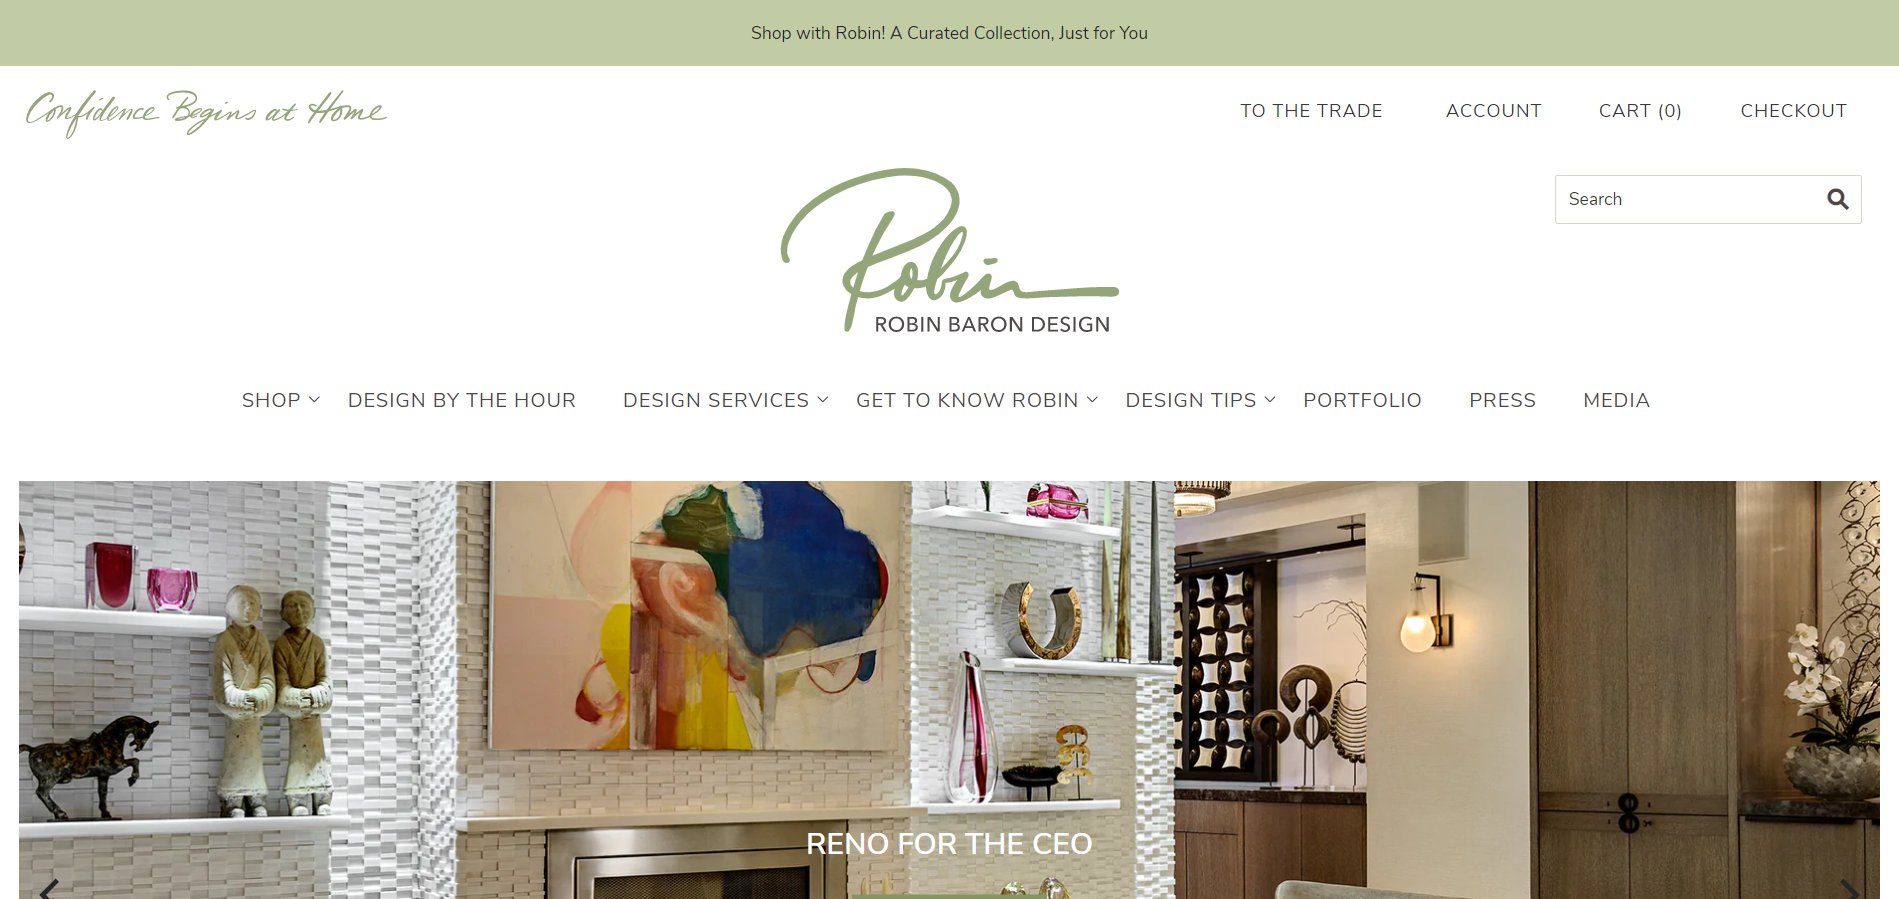 Shop with Robin! A Curated Collection, Just for You
Confidence Begins at Home
TO THE TRADE ACCOUNT CART (0) CHECKOUT
Search
Robin
ROBIN BARON DESIGN
SHOP DESIGN BY THE HOUR DESIGN SERVICES GET TO KNOW ROBIN DESIGN TIPS PORTFOLIO PRESS MEDIA
RENO FOR THE CEO